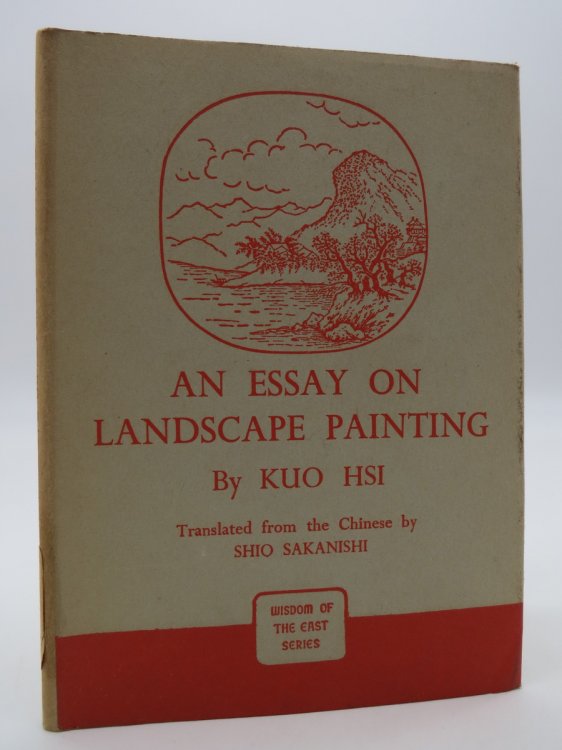 AN ESSAY ON
LANDSCAPE PAINTING
By KUO HSI
Translated from the Chinese by
SHIO SAKANISHI
WISDOM OF
THE EAST
SERIES